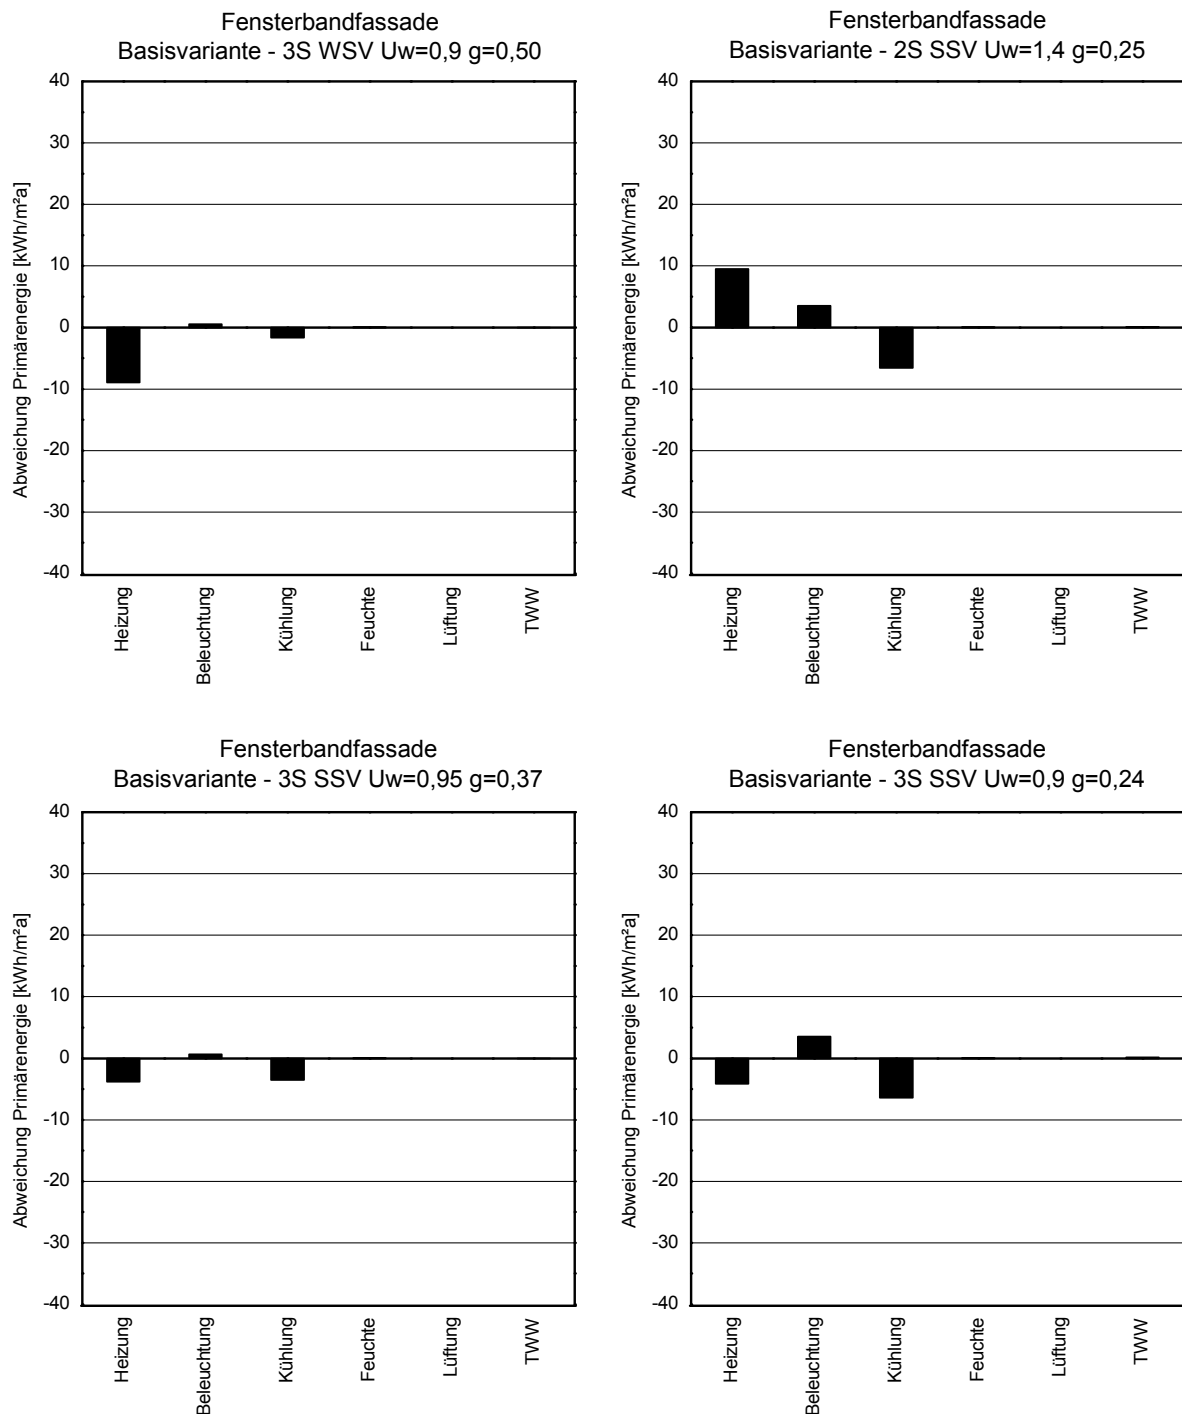 Fensterbandfassade
Basisvariante - 3S WSV Uw=0,9 g=0,50
Abweichung Primärenergie [kWh/m²a]
40
30
20
10
0
-10
-20
-30
-40
Heizung
Beleuchtung
Kühlung
Feuchte
Lüftung
TWW
Fensterbandfassade
Basisvariante - 2S SSV Uw=1,4 g=0,25
Abweichung Primärenergie [kWh/m²a]
40
30
20
10
0
-10
-20
-30
-40
Heizung
Beleuchtung
Kühlung
Feuchte
Lüftung
TWW
Fensterbandfassade
Basisvariante - 3S SSV Uw=0,95 g=0,37
Abweichung Primärenergie [kWh/m²a]
40
30
20
10
0
-10
-20
-30
-40
Heizung
Beleuchtung
Kühlung
Feuchte
Lüftung
TWW
Fensterbandfassade
Basisvariante - 3S SSV Uw=0,9 g=0,24
Abweichung Primärenergie [kWh/m²a]
40
30
20
10
0
-10
-20
-30
-40
Heizung
Beleuchtung
Kühlung
Feuchte
Lüftung
TWW